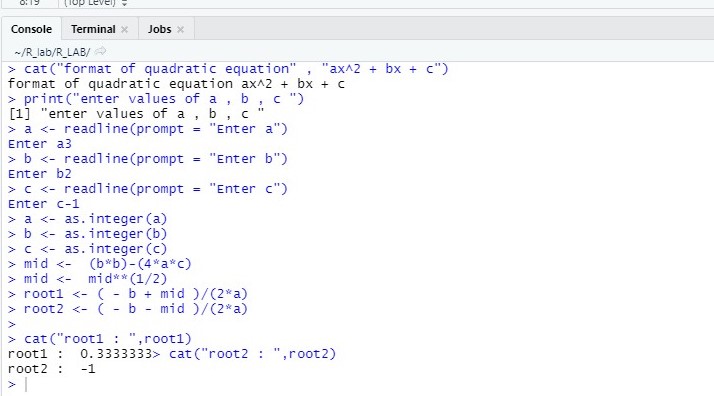 8:19 (Top Level)
Console Terminal × Jobs ×
~/R_lab/R_LAB/
> cat("format of quadratic equation" , "ax^2 + bx + c")
format of quadratic equation ax^2 + bx + c
> print("enter values of a , b , c ")
[1] "enter values of a , b , c "
> a <- readline(prompt = "Enter a")
Enter a3
> b <- readline(prompt = "Enter b")
Enter b2
> c <- readline(prompt = "Enter c")
Enter c-1
> a <- as.integer(a)
> b <- as.integer(b)
> c <- as.integer(c)
> mid <-  (b*b)-(4*a*c)
> mid <-  mid**(1/2)
> root1 <- ( - b + mid )/(2*a)
> root2 <- ( - b - mid )/(2*a)
>
> cat("root1 : ",root1)
root1 :  0.3333333> cat("root2 : ",root2)
root2 :  -1
>